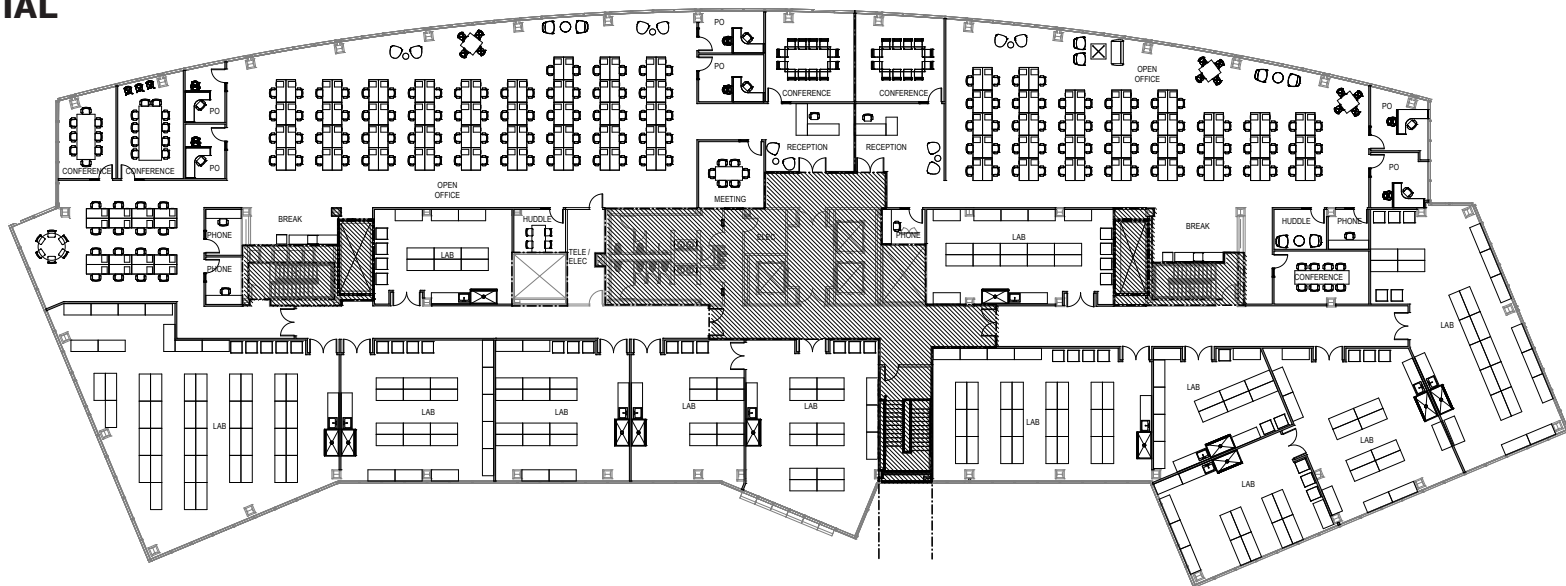 TIAL
PO
PO
CONFERENCE
CONFERENCE
OPEN
OFFICE
PO
PO
PO
PO
CONFERENCE
CONFERENCE
RECEPTION
RECEPTION
MEETING
OPEN
OFFICE
BREAK
PHONE
PHONE
LAB
HUDDLE
TELE /
ELEC
ELEC
PHONE
LAB
BREAK
HUDDLE
PHONE
CONFERENCE
LAB
LAB
LAB
LAB
LAB
LAB
LAB
LAB
LAB
LAB